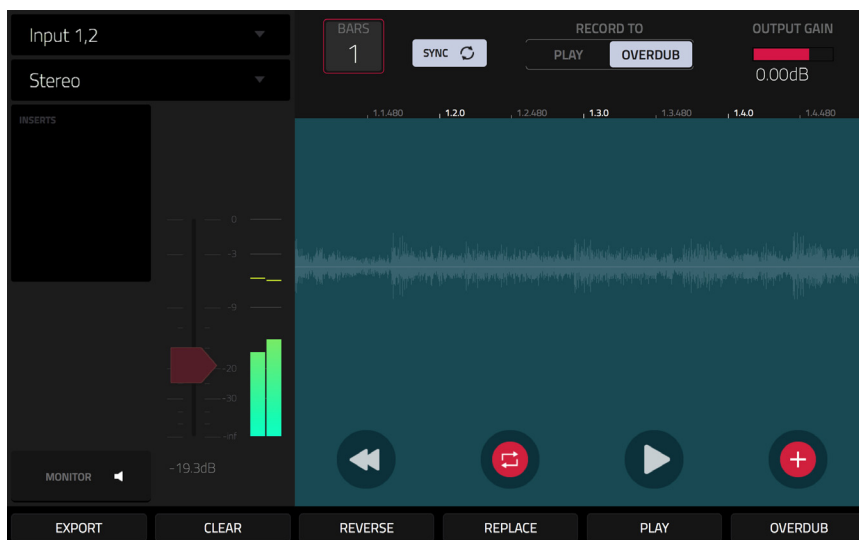 Input 1,2
Stereo
INSERTS
0
-3
-9
-20
-30
-inf
MONITOR
-19.3dB
BARS
1
SYNC
RECORD TO
PLAY OVERDUB
OUTPUT GAIN
0.00dB
1.1.480 1.2.0 1.2.480 1.3.0 1.3.480 1.4.0 1.4.480
EXPORT CLEAR REVERSE REPLACE PLAY OVERDUB